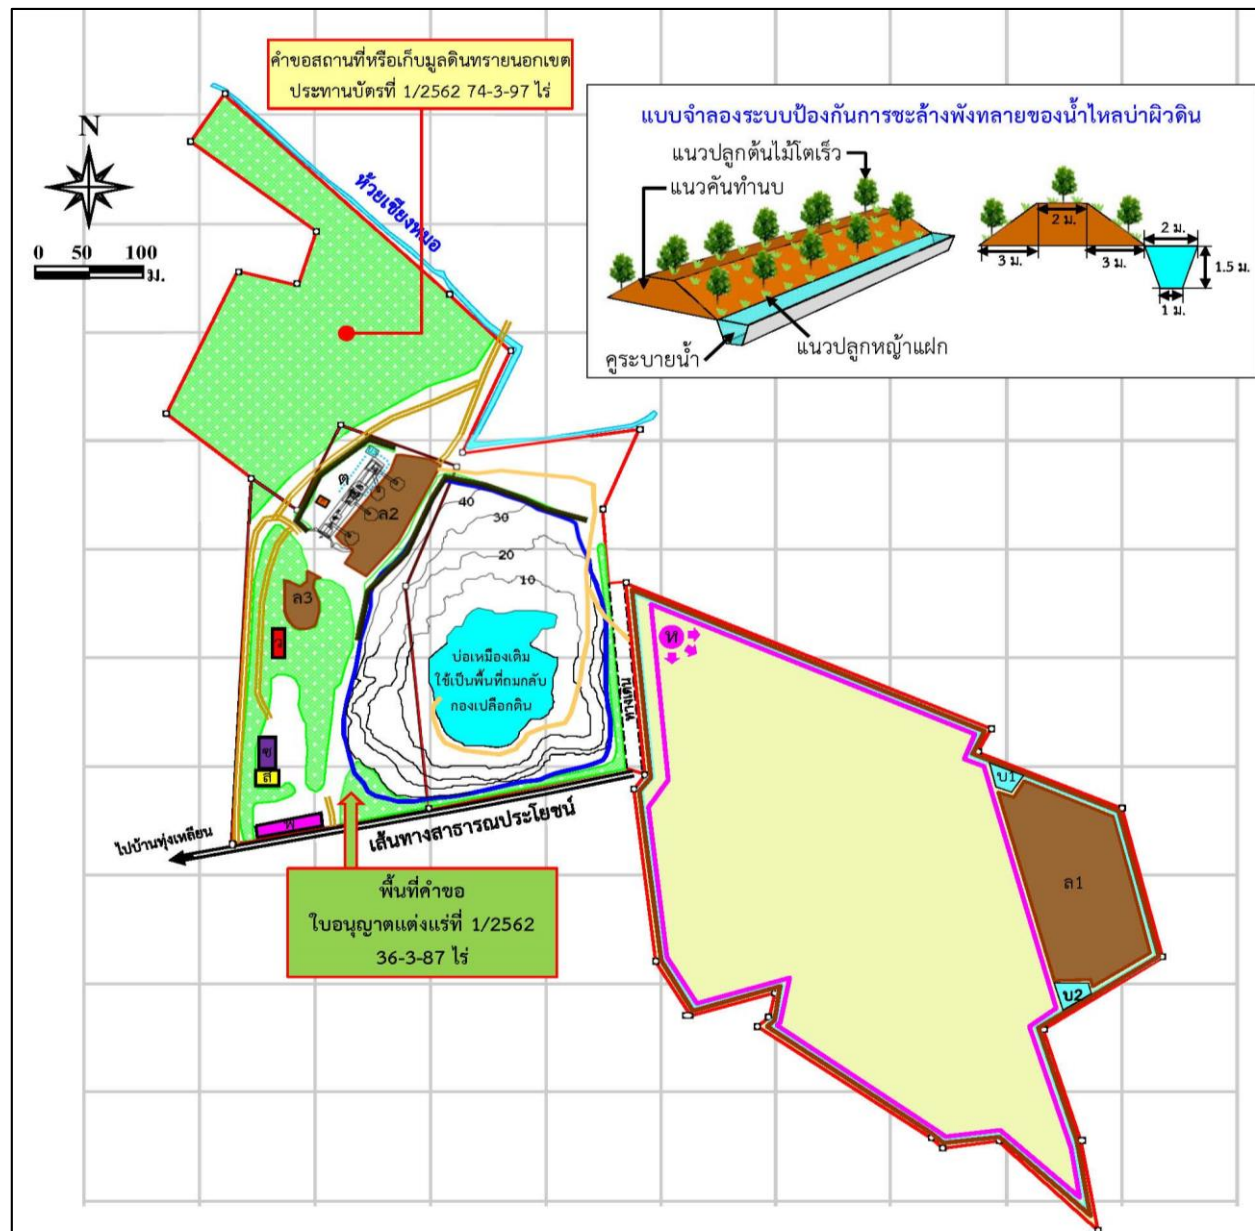 คำขอสถานที่หรือเก็บมูลดินทรายนอกเขต
ประทานบัตรที่ 1/2562 74-3-97 ไร่
N
0 50 100
ม.
ห้วยเชียงหมอ
แบบจำลองระบบป้องกันการชะล้างพังทลายของน้ำไหลบ่าผิวดิน
แนวปลูกต้นไม้โตเร็ว
แนวคันทำนบ
คูระบายน้ำ
แนวปลูกหญ้าแฝก
2 ม.
3 ม.
3 ม.
2 ม.
1.5 ม.
1 ม.
ต
ล2
40
30
20
10
ล3
ว
บ่อเหมืองเดิม
ใช้เป็นพื้นที่ถมกลับ
กองเปลือกดิน
ท
บ1
ซ
ส
พ
ล1
บ2
ไปบ้านทุ่งเหลียน
เส้นทางสาธารณประโยชน์
พื้นที่คำขอ
ใบอนุญาตแต่งแร่ที่ 1/2562
36-3-87 ไร่